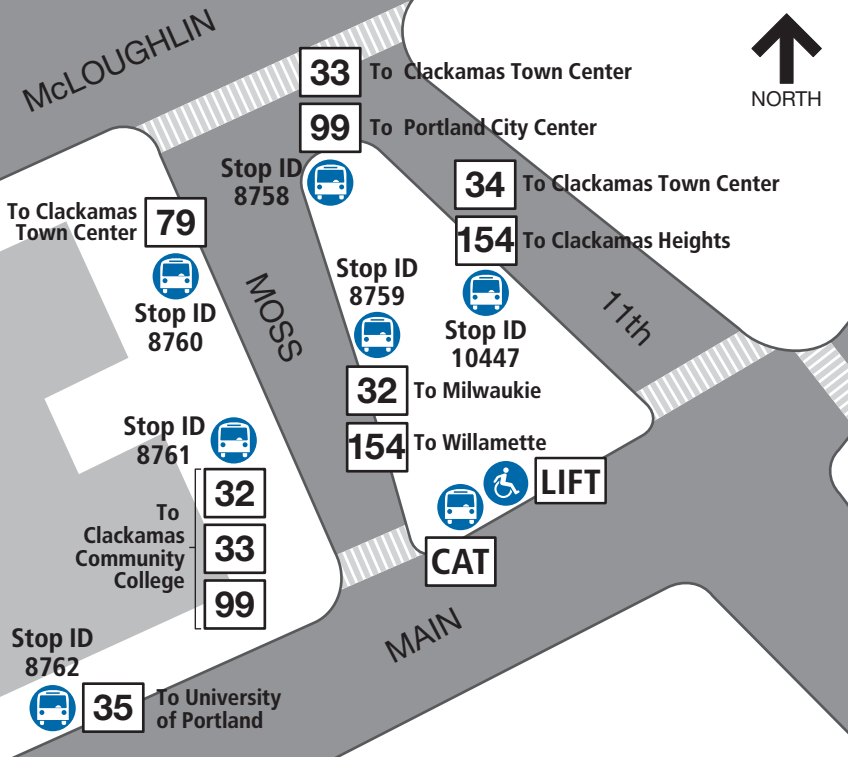 McLOUGHLIN
NORTH
33 To Clackamas Town Center
99 To Portland City Center
Stop ID
8758
34 To Clackamas Town Center
154 To Clackamas Heights
Stop ID
10447
To Clackamas
Town Center
79
Stop ID
8760
MOSS
11th
Stop ID
8759
32 To Milwaukie
154 To Willamette
Stop ID
8761
To
Clackamas
Community
College
32
33
99
LIFT
CAT
MAIN
Stop ID
8762
35
To University
of Portland